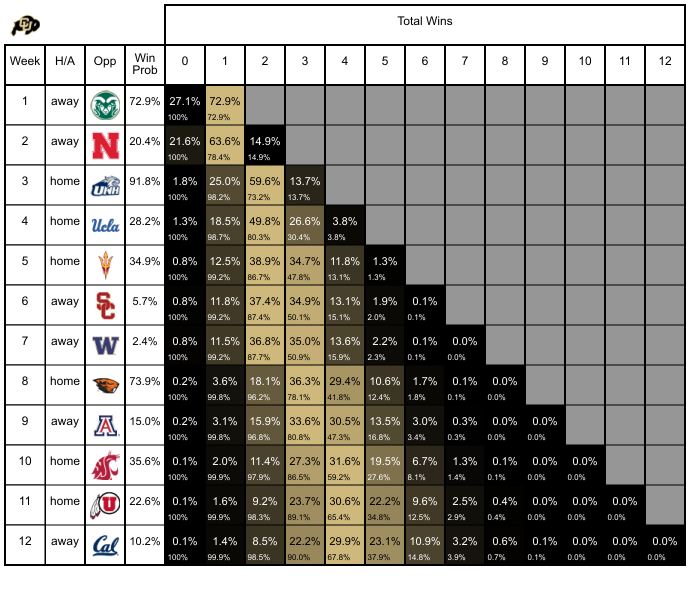 Total Wins
Week H/A Opp Win Prob 0 1 2 3 4 5 6 7 8 9 10 11 12
1 away 72.9% 27.1% 72.9%
100% 72.9%
2 away N 20.4% 21.6% 63.6% 14.9%
100% 78.4% 14.9%
3 home UNH 91.8% 1.8% 25.0% 59.6% 13.7%
100% 98.2% 73.2% 13.7%
4 home Ucla 28.2% 1.3% 18.5% 49.8% 26.6% 3.8%
100% 98.7% 80.3% 30.4% 3.8%
5 home 34.9% 0.8% 12.5% 38.9% 34.7% 11.8% 1.3%
100% 99.2% 86.7% 47.8% 13.1% 1.3%
6 away SC 5.7% 0.8% 11.8% 37.4% 34.9% 13.1% 1.9% 0.1%
100% 99.2% 87.4% 50.1% 15.1% 2.0% 0.1%
7 away W 2.4% 0.8% 11.5% 36.8% 35.0% 13.6% 2.2% 0.1% 0.0%
100% 99.2% 87.7% 50.9% 15.9% 2.3% 0.1% 0.0%
8 home 73.9% 0.2% 3.6% 18.1% 36.3% 29.4% 10.6% 1.7% 0.1% 0.0%
100% 99.8% 96.2% 78.1% 41.8% 12.4% 1.8% 0.1% 0.0%
9 away A 15.0% 0.2% 3.1% 15.9% 33.6% 30.5% 13.5% 3.0% 0.3% 0.0% 0.0%
100% 99.8% 96.8% 80.8% 47.3% 16.8% 3.4% 0.3% 0.0% 0.0%
10 home 35.6% 0.1% 2.0% 11.4% 27.3% 31.6% 19.5% 6.7% 1.3% 0.1% 0.0% 0.0%
100% 99.9% 97.9% 86.5% 59.2% 27.6% 8.1% 1.4% 0.1% 0.0% 0.0%
11 home U 22.6% 0.1% 1.6% 9.2% 23.7% 30.6% 22.2% 9.6% 2.5% 0.4% 0.0% 0.0% 0.0%
100% 99.9% 98.3% 89.1% 65.4% 34.8% 12.5% 2.9% 0.4% 0.0% 0.0% 0.0%
12 away Cal 10.2% 0.1% 1.4% 8.5% 22.2% 29.9% 23.1% 10.9% 3.2% 0.6% 0.1% 0.0% 0.0% 0.0%
100% 99.9% 98.5% 90.0% 67.8% 37.9% 14.8% 3.9% 0.7% 0.1% 0.0% 0.0% 0.0%